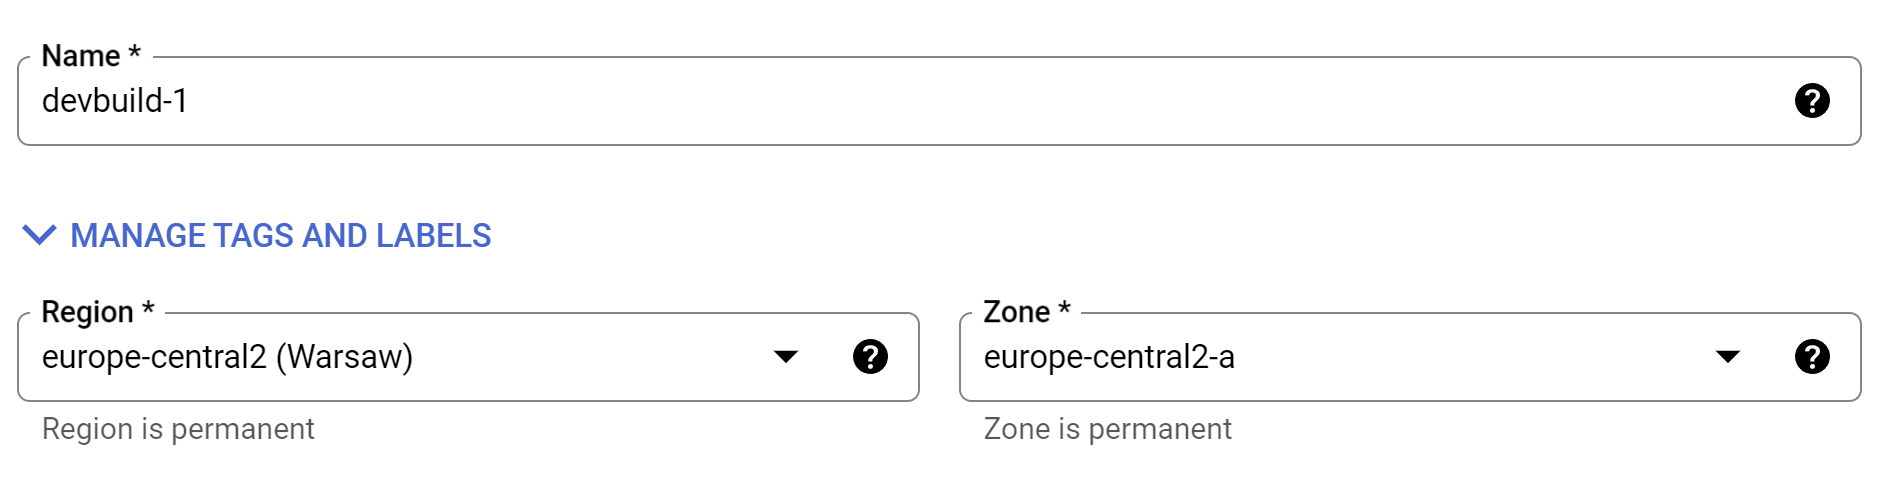 Name *
devbuild-1
MANAGE TAGS AND LABELS
Region *
europe-central2 (Warsaw)
Region is permanent
Zone *
europe-central2-a
Zone is permanent